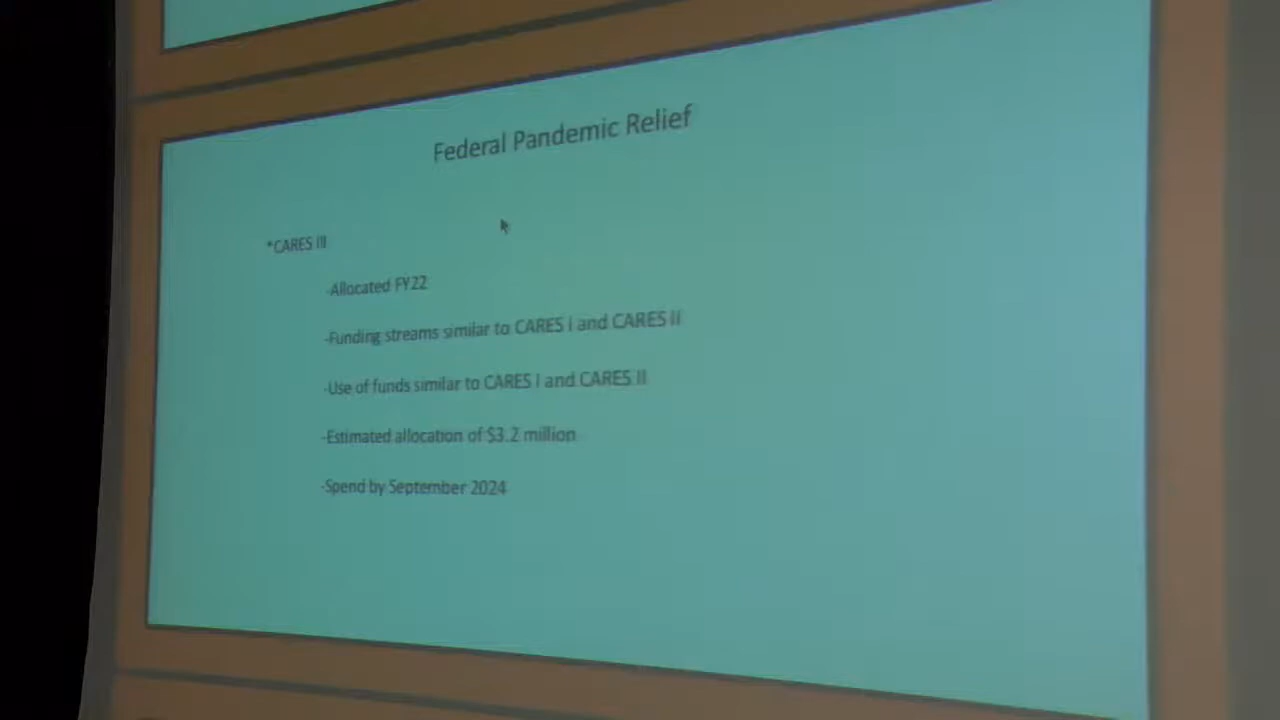 Federal Pandemic Relief
*CARES III
-Allocated FY22
-Funding streams similar to CARES I and CARES II
-Use of funds similar to CARES I and CARES II
-Estimated allocation of $3.2 million
-Spend by September 2024